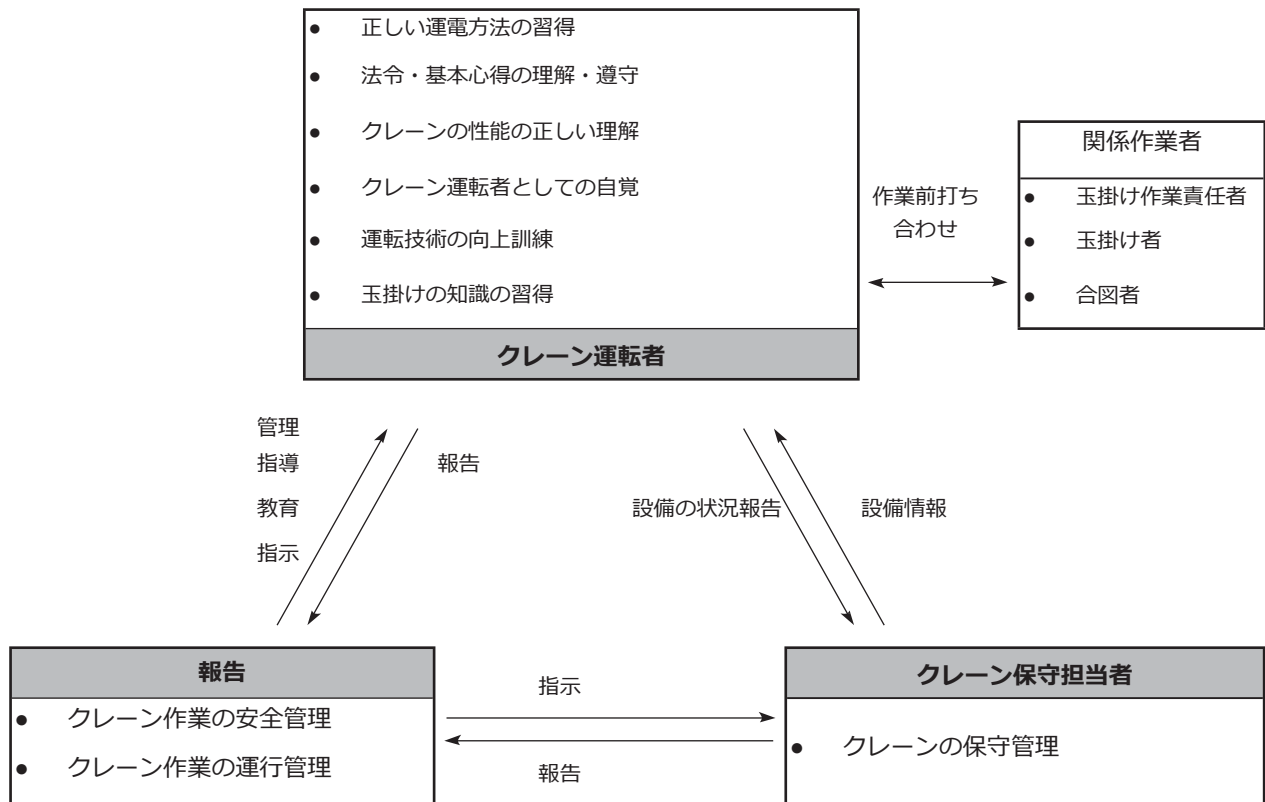 ● 正しい運電方法の習得
● 法令・基本心得の理解・遵守
● クレーンの性能の正しい理解
● クレーン運転者としての自覚
● 運転技術の向上訓練
● 玉掛けの知識の習得
クレーン運転者
作業前打ち
合わせ
関係作業者
● 玉掛け作業責任者
● 玉掛け者
● 合図者
管理
指導
教育
指示
報告
設備の状況報告
設備情報
報告
● クレーン作業の安全管理
● クレーン作業の運行管理
指示
報告
クレーン保守担当者
● クレーンの保守管理